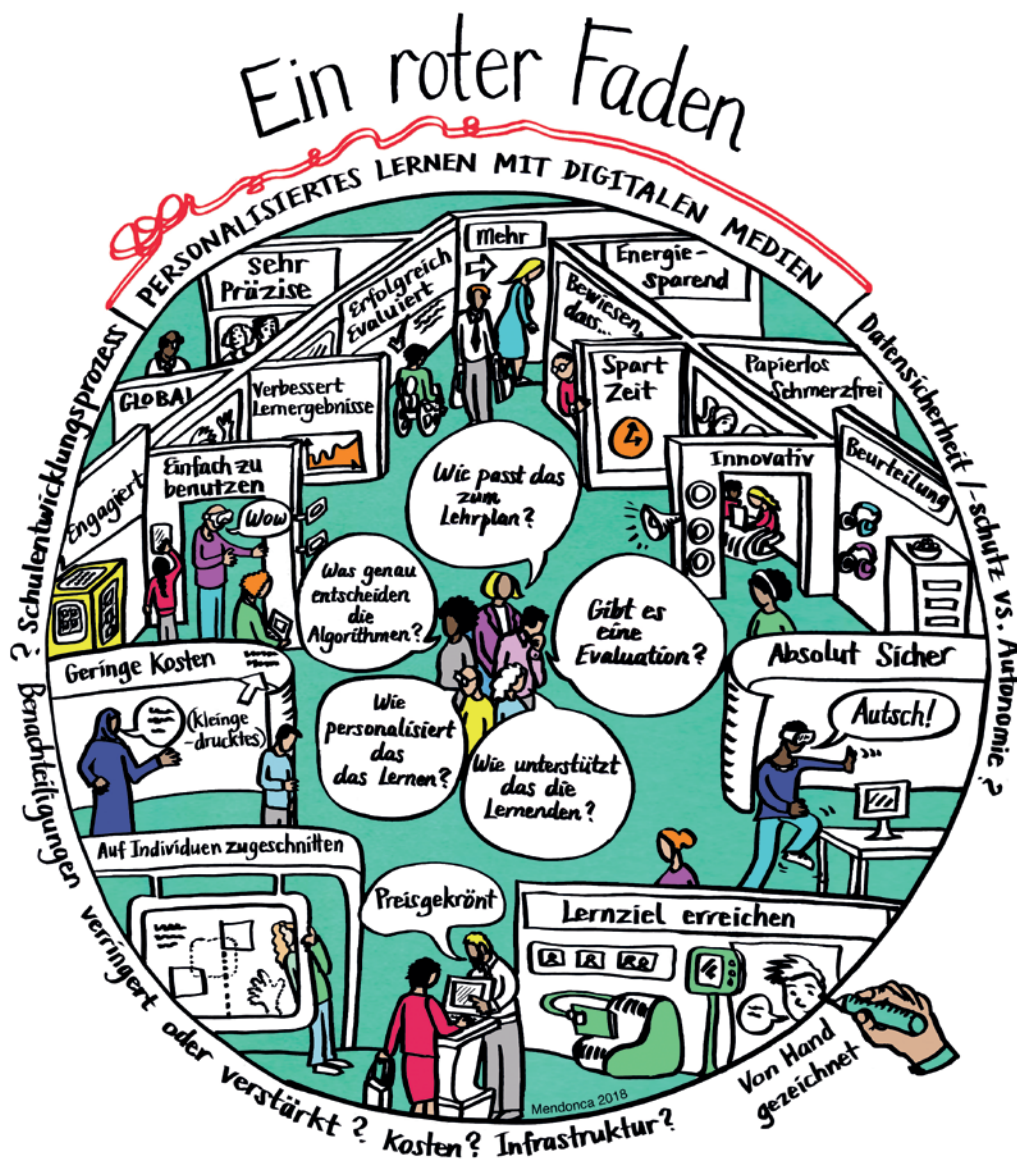 Ein roter Faden
PERSONALISIERTES LERNEN MIT DIGITALEN MEDIEN
Datensicherheit /-schutz vs. Autonomie?
? Schulentwicklungsprozess
Benachteiligungen verringert oder verstärkt? Kosten? Infrastruktur?
Von Hand
gezeichnet
sehr
Präzise
Erfolgreich
Evaluiert
Mehr
Bewiesen,
dass...
Energie-
sparend
GLOBAL
Verbessert
Lernergebnisse
Spart
Zeit
Papierlos
Schmerzfrei
Engagiert
Einfach zu
benutzen
Wow
Innovativ
Beurteilung
Wie passt das
zum
Lehrplan?
Was genau
entscheiden
die
Algorithmen?
Gibt es
eine
Evaluation?
Wie
personalisiert
das
das Lernen?
Wie unterstützt
das die
Lernenden?
Geringe Kosten
(Kleinge
-drucktes)
Absolut Sicher
Autsch!
Auf Individuen zugeschnitten
Preisgekrönt
Lernziel erreichen
Mendonca 2018